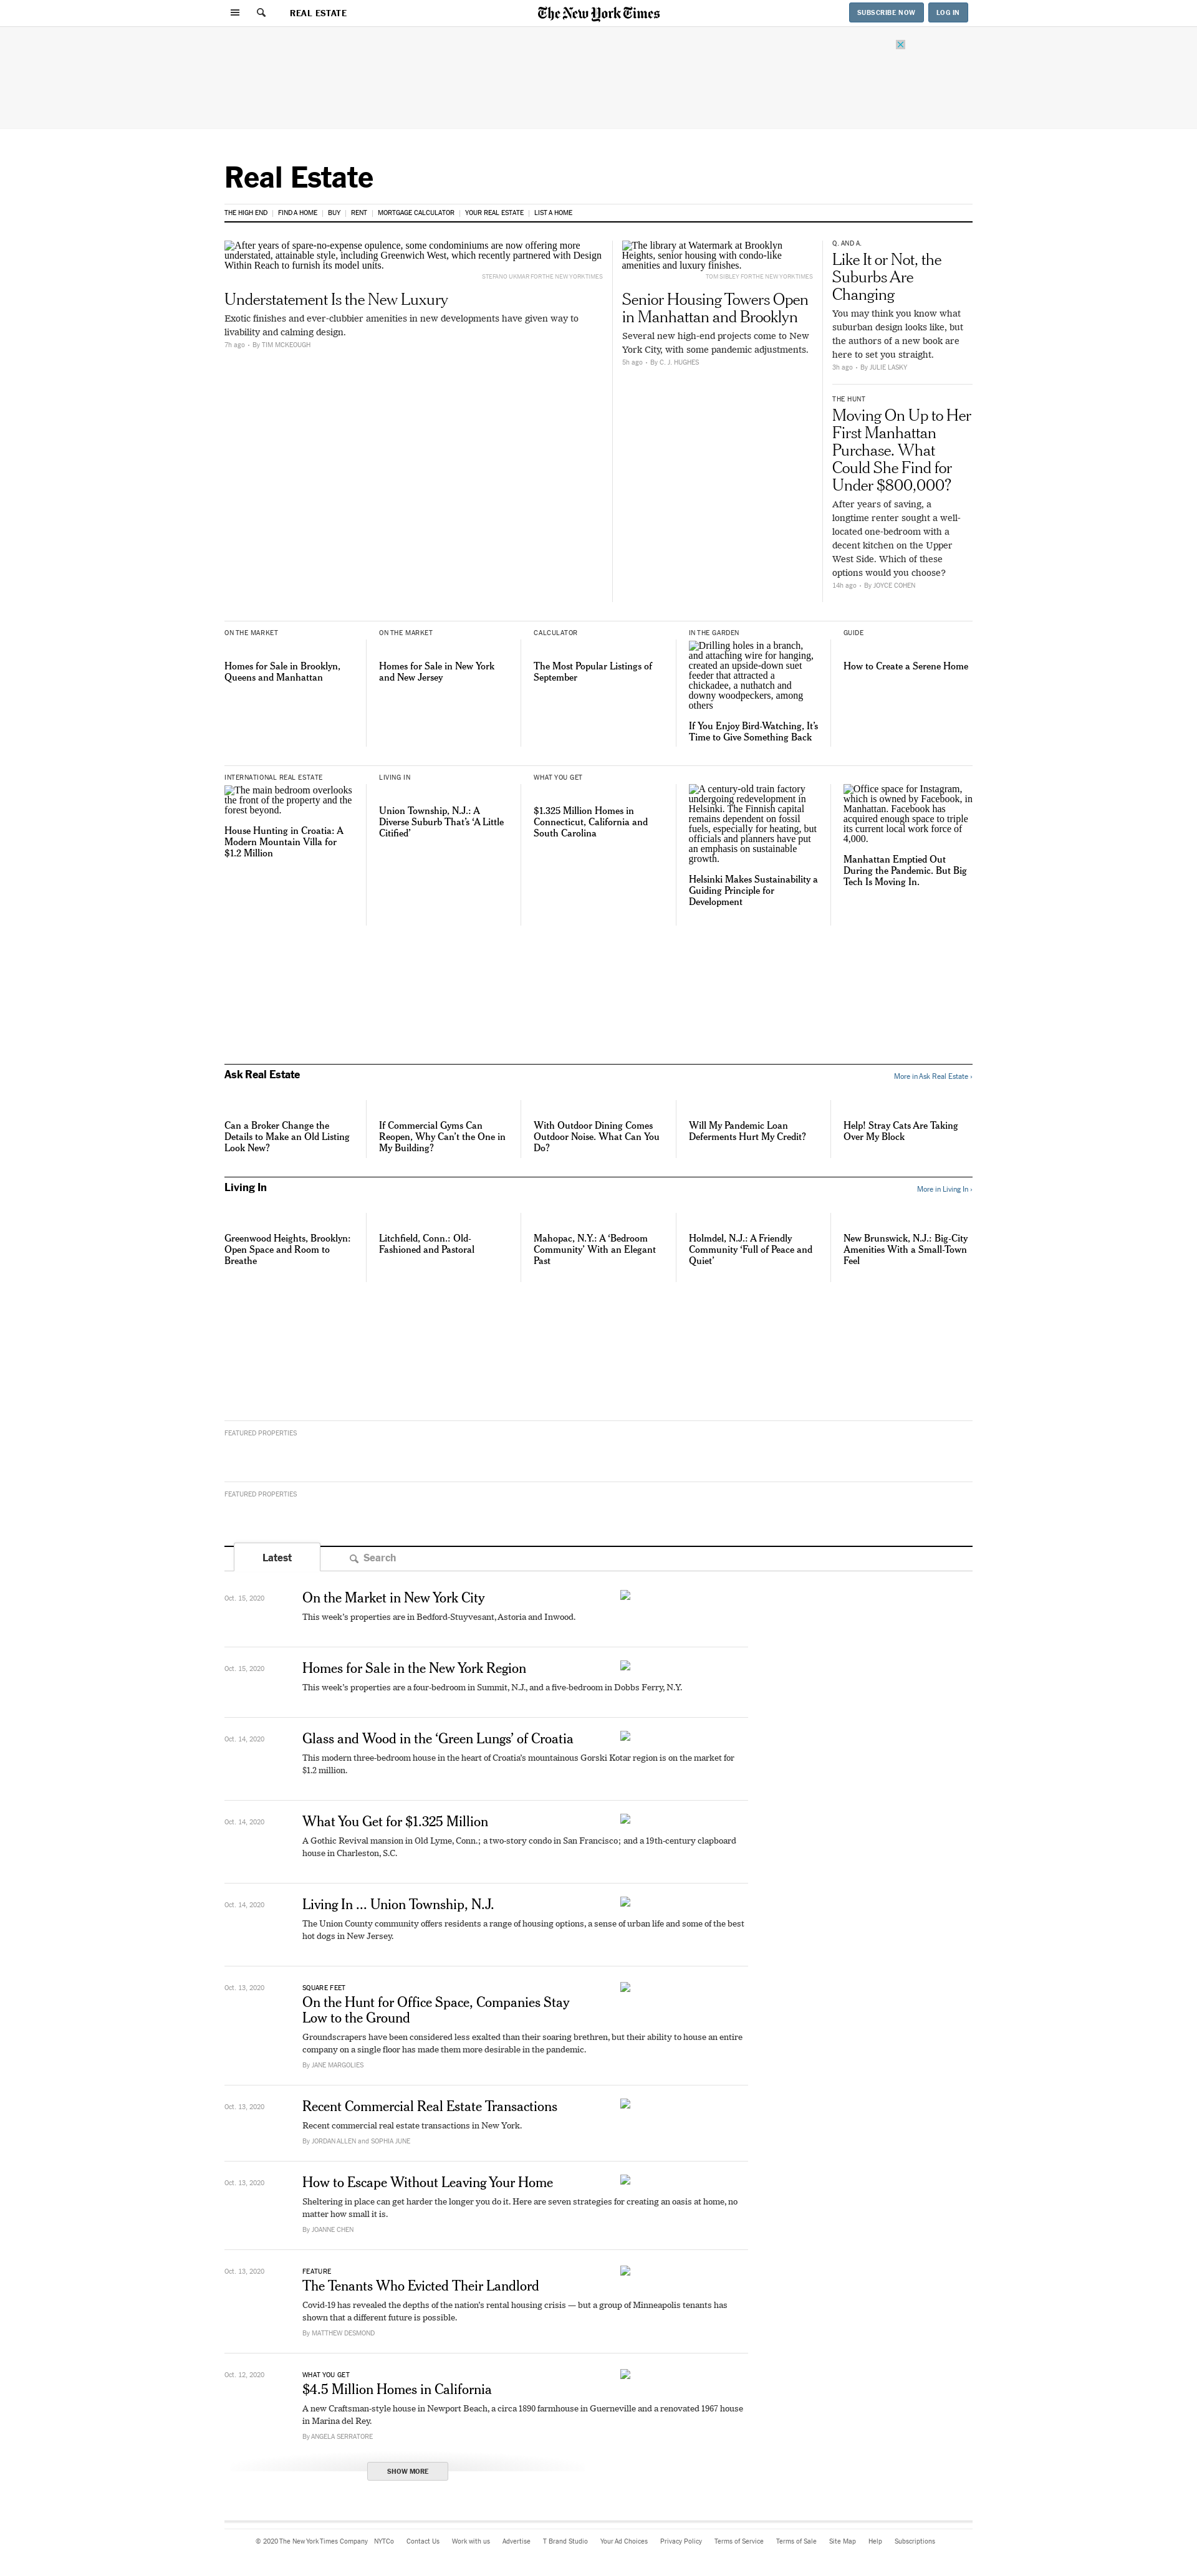 REAL ESTATE
The New York Times
SUBSCRIBE NOW
LOG IN
Real Estate
THE HIGH END
FIND A HOME
BUY
RENT
MORTGAGE CALCULATOR
YOUR REAL ESTATE
LIST A HOME
After years of spare-no-expense opulence, some condominiums are now offering more
understated, attainable style, including Greenwich West, which recently partnered with Design
Within Reach to furnish its model units.
STEFANO UKMAR FOR THE NEW YORK TIMES
Understatement Is the New Luxury
Exotic finishes and ever-clubbier amenities in new developments have given way to
livability and calming design.
7h ago • By TIM MCKEOUGH
The library at Watermark at Brooklyn
Heights, senior housing with condo-like
amenities and luxury finishes.
TOM SIBLEY FOR THE NEW YORK TIMES
Senior Housing Towers Open
in Manhattan and Brooklyn
Several new high-end projects come to New
York City, with some pandemic adjustments.
5h ago • By C. J. HUGHES
Q. AND A.
Like It or Not, the
Suburbs Are
Changing
You may think you know what
suburban design looks like, but
the authors of a new book are
here to set you straight.
3h ago • By JULIE LASKY
THE HUNT
Moving On Up to Her
First Manhattan
Purchase. What
Could She Find for
Under $800,000?
After years of saving, a
longtime renter sought a well-
located one-bedroom with a
decent kitchen on the Upper
West Side. Which of these
options would you choose?
14h ago • By JOYCE COHEN
ON THE MARKET
Homes for Sale in Brooklyn,
Queens and Manhattan
ON THE MARKET
Homes for Sale in New York
and New Jersey
CALCULATOR
The Most Popular Listings of
September
IN THE GARDEN
Drilling holes in a branch,
and attaching wire for hanging,
created an upside-down suet
feeder that attracted a
chickadee, a nuthatch and
downy woodpeckers, among
others
If You Enjoy Bird-Watching, It’s
Time to Give Something Back
GUIDE
How to Create a Serene Home
INTERNATIONAL REAL ESTATE
The main bedroom overlooks
the front of the property and the
forest beyond.
House Hunting in Croatia: A
Modern Mountain Villa for
$1.2 Million
LIVING IN
Union Township, N.J.: A
Diverse Suburb That’s ‘A Little
Citified’
WHAT YOU GET
$1.325 Million Homes in
Connecticut, California and
South Carolina
A century-old train factory
undergoing redevelopment in
Helsinki. The Finnish capital
remains dependent on fossil
fuels, especially for heating, but
officials and planners have put
an emphasis on sustainable
growth.
Helsinki Makes Sustainability a
Guiding Principle for
Development
Office space for Instagram,
which is owned by Facebook, in
Manhattan. Facebook has
acquired enough space to triple
its current local work force of
4,000.
Manhattan Emptied Out
During the Pandemic. But Big
Tech Is Moving In.
Ask Real Estate
More in Ask Real Estate ›
Can a Broker Change the
Details to Make an Old Listing
Look New?
If Commercial Gyms Can
Reopen, Why Can’t the One in
My Building?
With Outdoor Dining Comes
Outdoor Noise. What Can You
Do?
Will My Pandemic Loan
Deferments Hurt My Credit?
Help! Stray Cats Are Taking
Over My Block
Living In
More in Living In ›
Greenwood Heights, Brooklyn:
Open Space and Room to
Breathe
Litchfield, Conn.: Old-
Fashioned and Pastoral
Mahopac, N.Y.: A ‘Bedroom
Community’ With an Elegant
Past
Holmdel, N.J.: A Friendly
Community ‘Full of Peace and
Quiet’
New Brunswick, N.J.: Big-City
Amenities With a Small-Town
Feel
FEATURED PROPERTIES
FEATURED PROPERTIES
Latest
Search
Oct. 15, 2020
On the Market in New York City
This week’s properties are in Bedford-Stuyvesant, Astoria and Inwood.
Oct. 15, 2020
Homes for Sale in the New York Region
This week’s properties are a four-bedroom in Summit, N.J., and a five-bedroom in Dobbs Ferry, N.Y.
Oct. 14, 2020
Glass and Wood in the ‘Green Lungs’ of Croatia
This modern three-bedroom house in the heart of Croatia’s mountainous Gorski Kotar region is on the market for
$1.2 million.
Oct. 14, 2020
What You Get for $1.325 Million
A Gothic Revival mansion in Old Lyme, Conn.; a two-story condo in San Francisco; and a 19th-century clapboard
house in Charleston, S.C.
Oct. 14, 2020
Living In ... Union Township, N.J.
The Union County community offers residents a range of housing options, a sense of urban life and some of the best
hot dogs in New Jersey.
Oct. 13, 2020
SQUARE FEET
On the Hunt for Office Space, Companies Stay
Low to the Ground
Groundscrapers have been considered less exalted than their soaring brethren, but their ability to house an entire
company on a single floor has made them more desirable in the pandemic.
By JANE MARGOLIES
Oct. 13, 2020
Recent Commercial Real Estate Transactions
Recent commercial real estate transactions in New York.
By JORDAN ALLEN and SOPHIA JUNE
Oct. 13, 2020
How to Escape Without Leaving Your Home
Sheltering in place can get harder the longer you do it. Here are seven strategies for creating an oasis at home, no
matter how small it is.
By JOANNE CHEN
Oct. 13, 2020
FEATURE
The Tenants Who Evicted Their Landlord
Covid-19 has revealed the depths of the nation’s rental housing crisis — but a group of Minneapolis tenants has
shown that a different future is possible.
By MATTHEW DESMOND
Oct. 12, 2020
WHAT YOU GET
$4.5 Million Homes in California
A new Craftsman-style house in Newport Beach, a circa 1890 farmhouse in Guerneville and a renovated 1967 house
in Marina del Rey.
By ANGELA SERRATORE
SHOW MORE
© 2020 The New York Times Company
NYTCo
Contact Us
Work with us
Advertise
T Brand Studio
Your Ad Choices
Privacy Policy
Terms of Service
Terms of Sale
Site Map
Help
Subscriptions